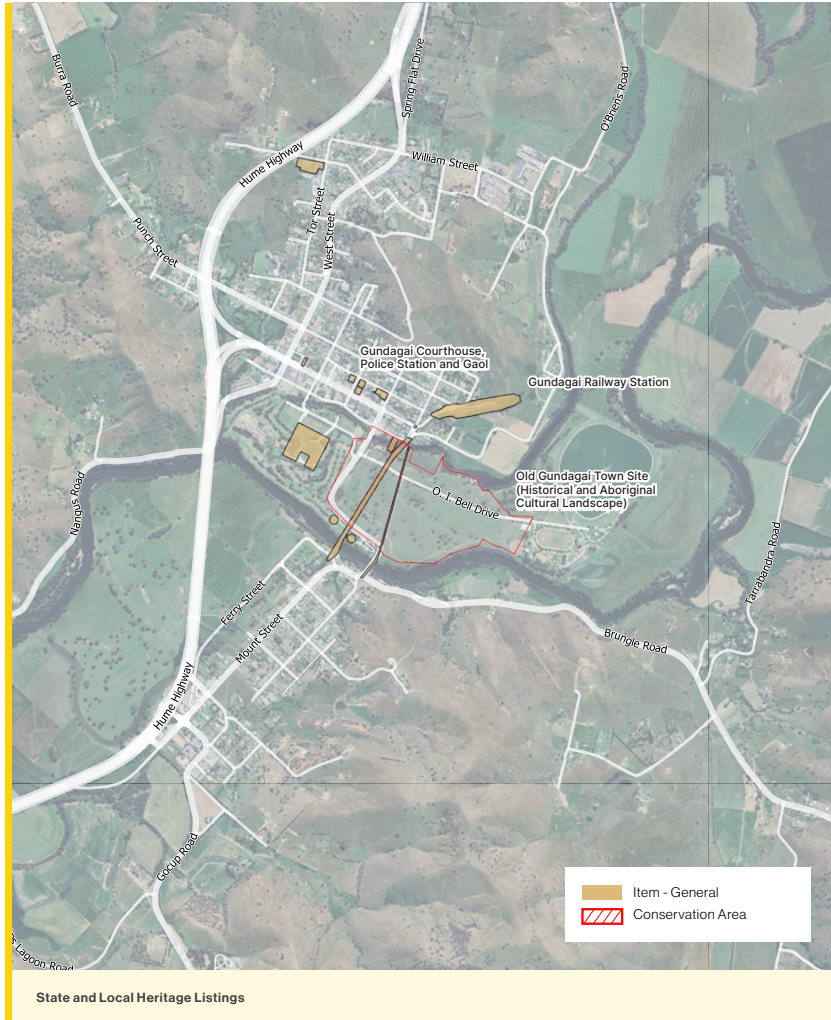 Burra Road
Spring Flat Drive
O'Briens Road
Hume Highway
William Street
Tor Street
West Street
Punch Street
Gundagai Courthouse,
Police Station and Gaol
Gundagai Railway Station
Nangus Road
Old Gundagai Town Site
(Historical and Aboriginal
Cultural Landscape)
O. I. Bell Drive
Tarrabandra Road
Ferry Street
Mount Street
Brungle Road
Hume Highway
Gocup Road
Lagoon Road
Item - General
Conservation Area
State and Local Heritage Listings